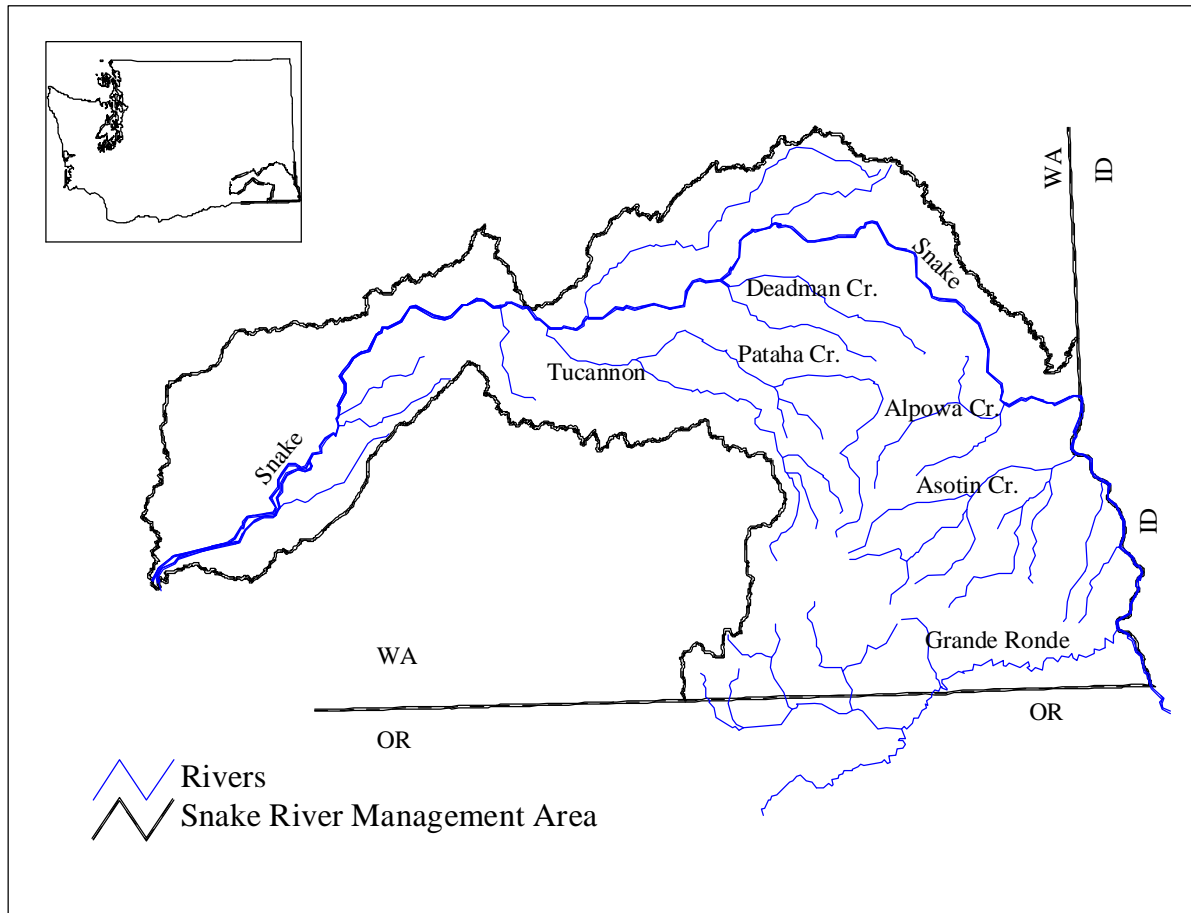 WA
ID
Snake
Deadman Cr.
Pataha Cr.
Tucannon
Alpowa Cr.
Snake
Asotin Cr.
ID
Grande Ronde
WA
OR
OR
Rivers
Snake River Management Area